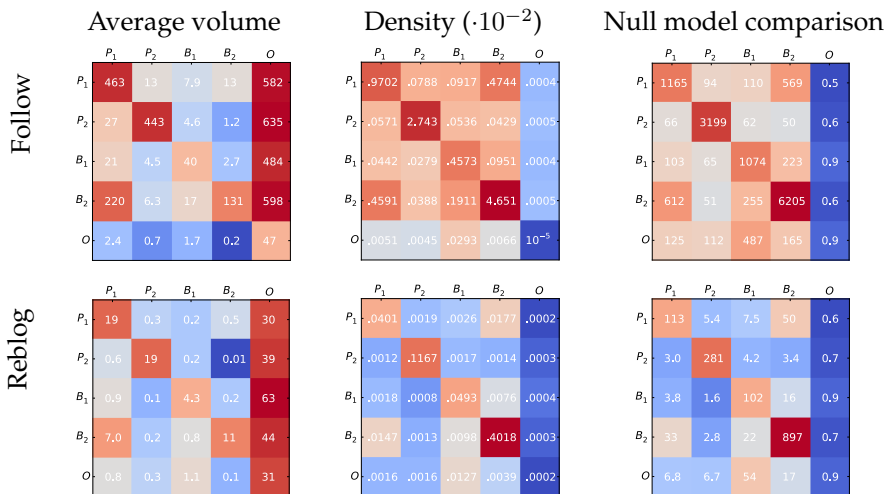 Average volume Density (·10⁻²) Null model comparison
Follow
P₁ P₂ B₁ B₂ O P₁ P₂ B₁ B₂ O P₁ P₂ B₁ B₂ O
P₁ 463 13 7.9 13 582 P₁ .9702 .0788 .0917 .4744 .0004 P₁ 1165 94 110 569 0.5
P₂ 27 443 4.6 1.2 635 P₂ .0571 2.743 .0536 .0429 .0005 P₂ 66 3199 62 50 0.6
B₁ 21 4.5 40 2.7 484 B₁ .0442 .0279 .4573 .0951 .0004 B₁ 103 65 1074 223 0.9
B₂ 220 6.3 17 131 598 B₂ .4591 .0388 .1911 4.651 .0005 B₂ 612 51 255 6205 0.6
O 2.4 0.7 1.7 0.2 47 O .0051 .0045 .0293 .0066 10⁻⁵ O 125 112 487 165 0.9
Reblog
P₁ P₂ B₁ B₂ O P₁ P₂ B₁ B₂ O P₁ P₂ B₁ B₂ O
P₁ 19 0.3 0.2 0.5 30 P₁ .0401 .0019 .0026 .0177 .0002 P₁ 113 5.4 7.5 50 0.6
P₂ 0.6 19 0.2 0.01 39 P₂ .0012 .1167 .0017 .0014 .0003 P₂ 3.0 281 4.2 3.4 0.7
B₁ 0.9 0.1 4.3 0.2 63 B₁ .0018 .0008 .0493 .0076 .0004 B₁ 3.8 1.6 102 16 0.9
B₂ 7.0 0.2 0.8 11 44 B₂ .0147 .0013 .0098 .4018 .0003 B₂ 33 2.8 22 897 0.7
O 0.8 0.3 1.1 0.1 31 O .0016 .0016 .0127 .0039 .0002 O 6.8 6.7 54 17 0.9